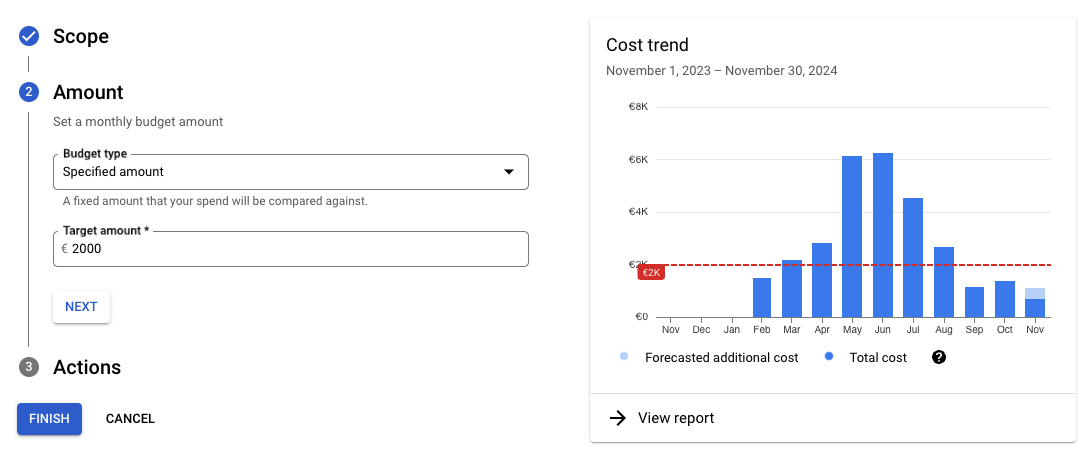 Scope
2 Amount
Set a monthly budget amount
Budget type
Specified amount
A fixed amount that your spend will be compared against.
Target amount *
€ 2000
NEXT
3 Actions
FINISH CANCEL
Cost trend
November 1, 2023 – November 30, 2024
€8K
€6K
€4K
€2K
€2K
€0
Nov Dec Jan Feb Mar Apr May Jun Jul Aug Sep Oct Nov
Forecasted additional cost Total cost ?
View report